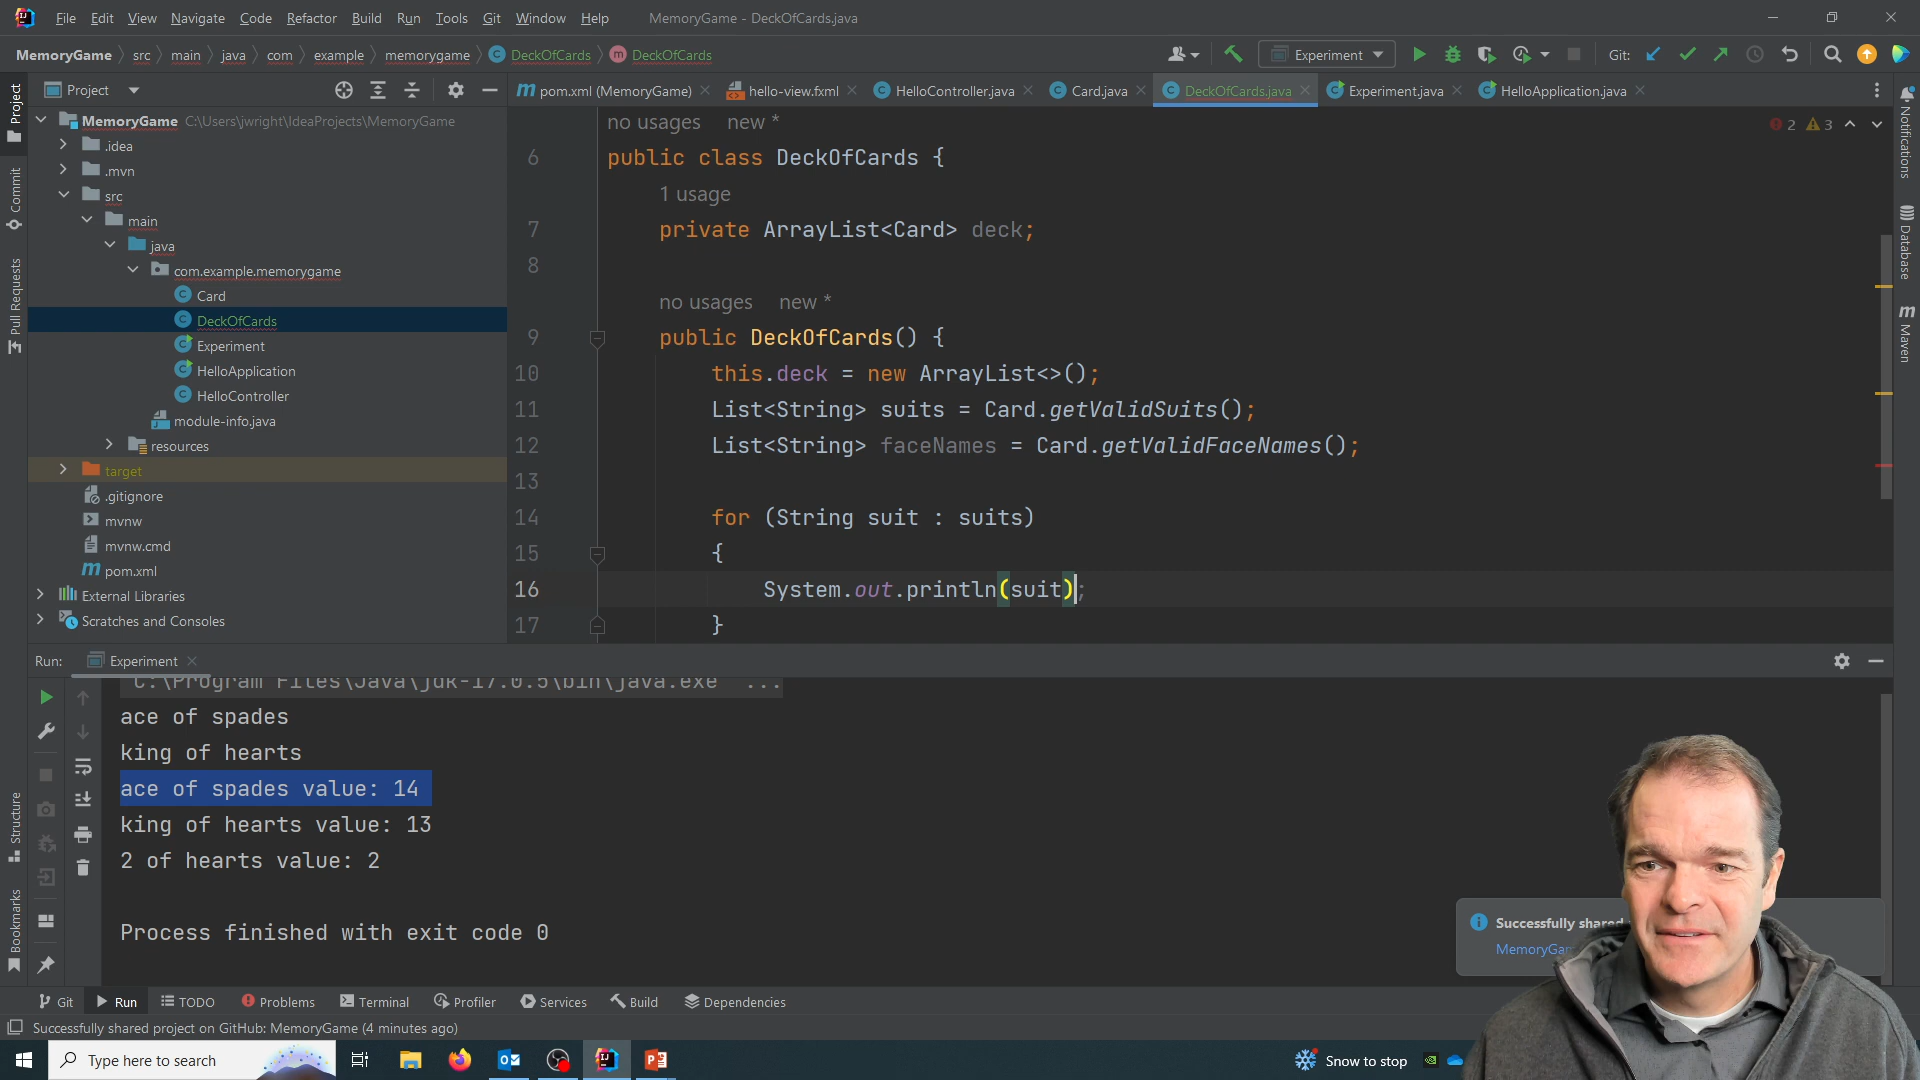 File Edit View Navigate Code Refactor Build Run Tools Git Window Help MemoryGame - DeckOfCards.java
MemoryGame src main java com example memorygame DeckOfCards m DeckOfCards Experiment Git:
Project
pom.xml (MemoryGame) hello-view.fxml HelloController.java Card.java DeckOfCards.java Experiment.java HelloApplication.java
MemoryGame C:\Users\jwright\IdeaProjects\MemoryGame
.idea
.mvn
src
main
java
com.example.memorygame
Card
DeckOfCards
Experiment
HelloApplication
HelloController
module-info.java
resources
target
.gitignore
mvnw
mvnw.cmd
pom.xml
External Libraries
Scratches and Consoles
Project
Commit
Pull Requests
Structure
Bookmarks
Notifications
Database
Maven
no usages new *
2 3
6 public class DeckOfCards {
1 usage
7 private ArrayList<Card> deck;
8
no usages new *
9 public DeckOfCards() {
10 this.deck = new ArrayList<>();
11 List<String> suits = Card.getValidSuits();
12 List<String> faceNames = Card.getValidFaceNames();
13
14 for (String suit : suits)
15 {
16 System.out.println(suit);
17 }
Run: Experiment
C:\Program Files\Java\jdk-17.0.5\bin\java.exe ...
ace of spades
king of hearts
ace of spades value: 14
king of hearts value: 13
2 of hearts value: 2
Process finished with exit code 0
Successfully shared
MemoryGa
Git Run TODO Problems Terminal Profiler Services Build Dependencies
Successfully shared project on GitHub: MemoryGame (4 minutes ago)
Type here to search
Snow to stop